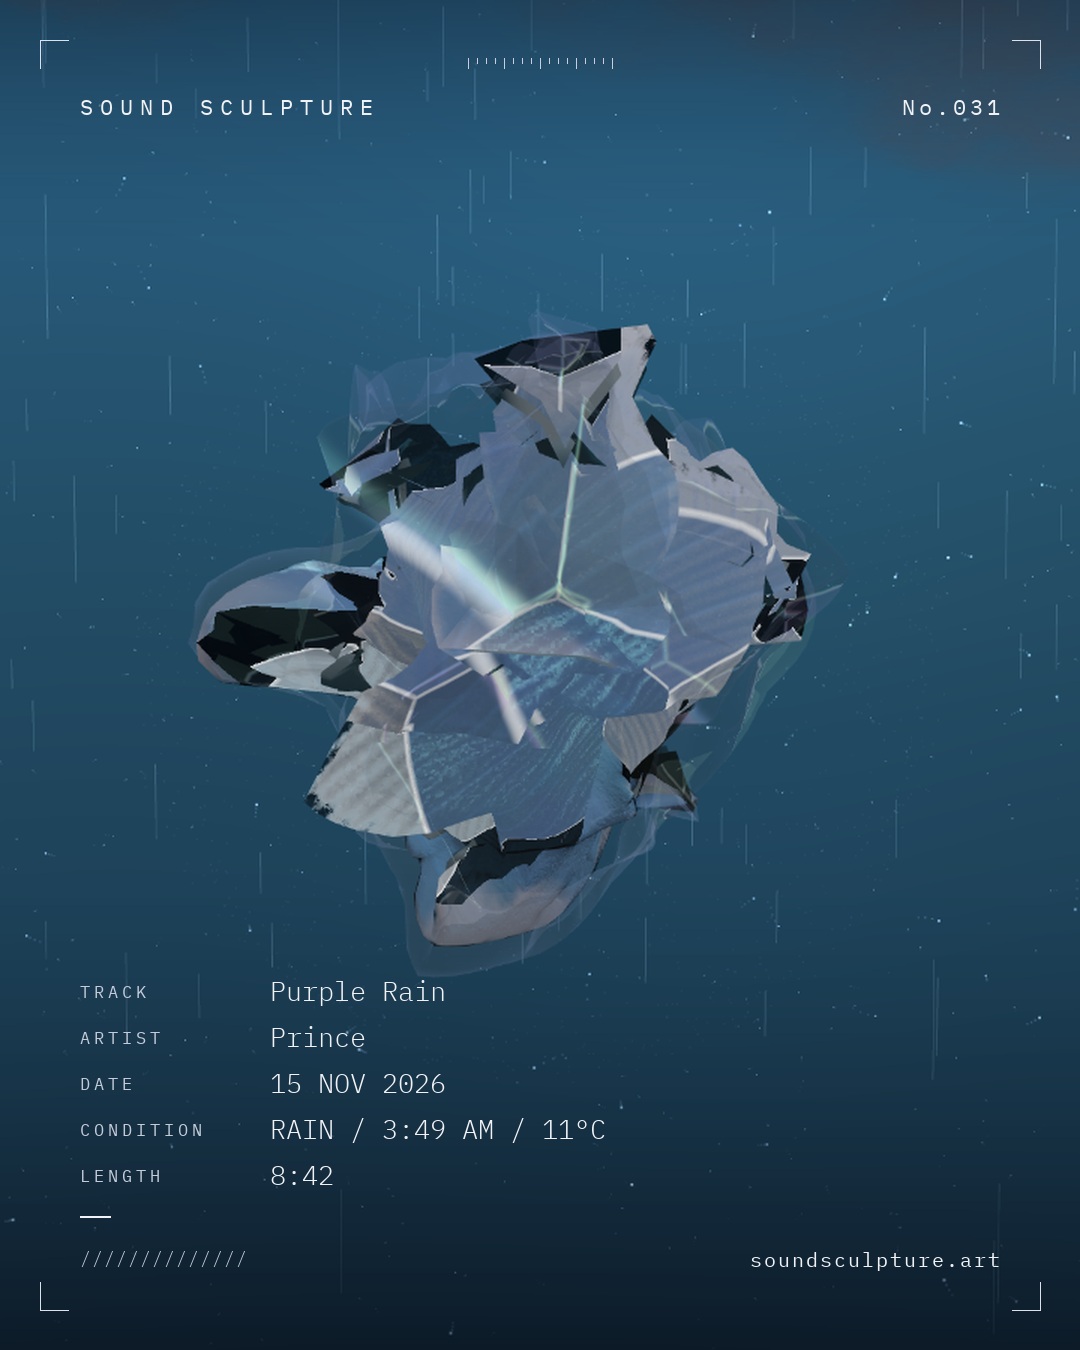 SOUND SCULPTURE No.031
TRACK Purple Rain
ARTIST Prince
DATE 15 NOV 2026
CONDITION RAIN / 3:49 AM / 11°C
LENGTH 8:42
////////////// soundsculpture.art